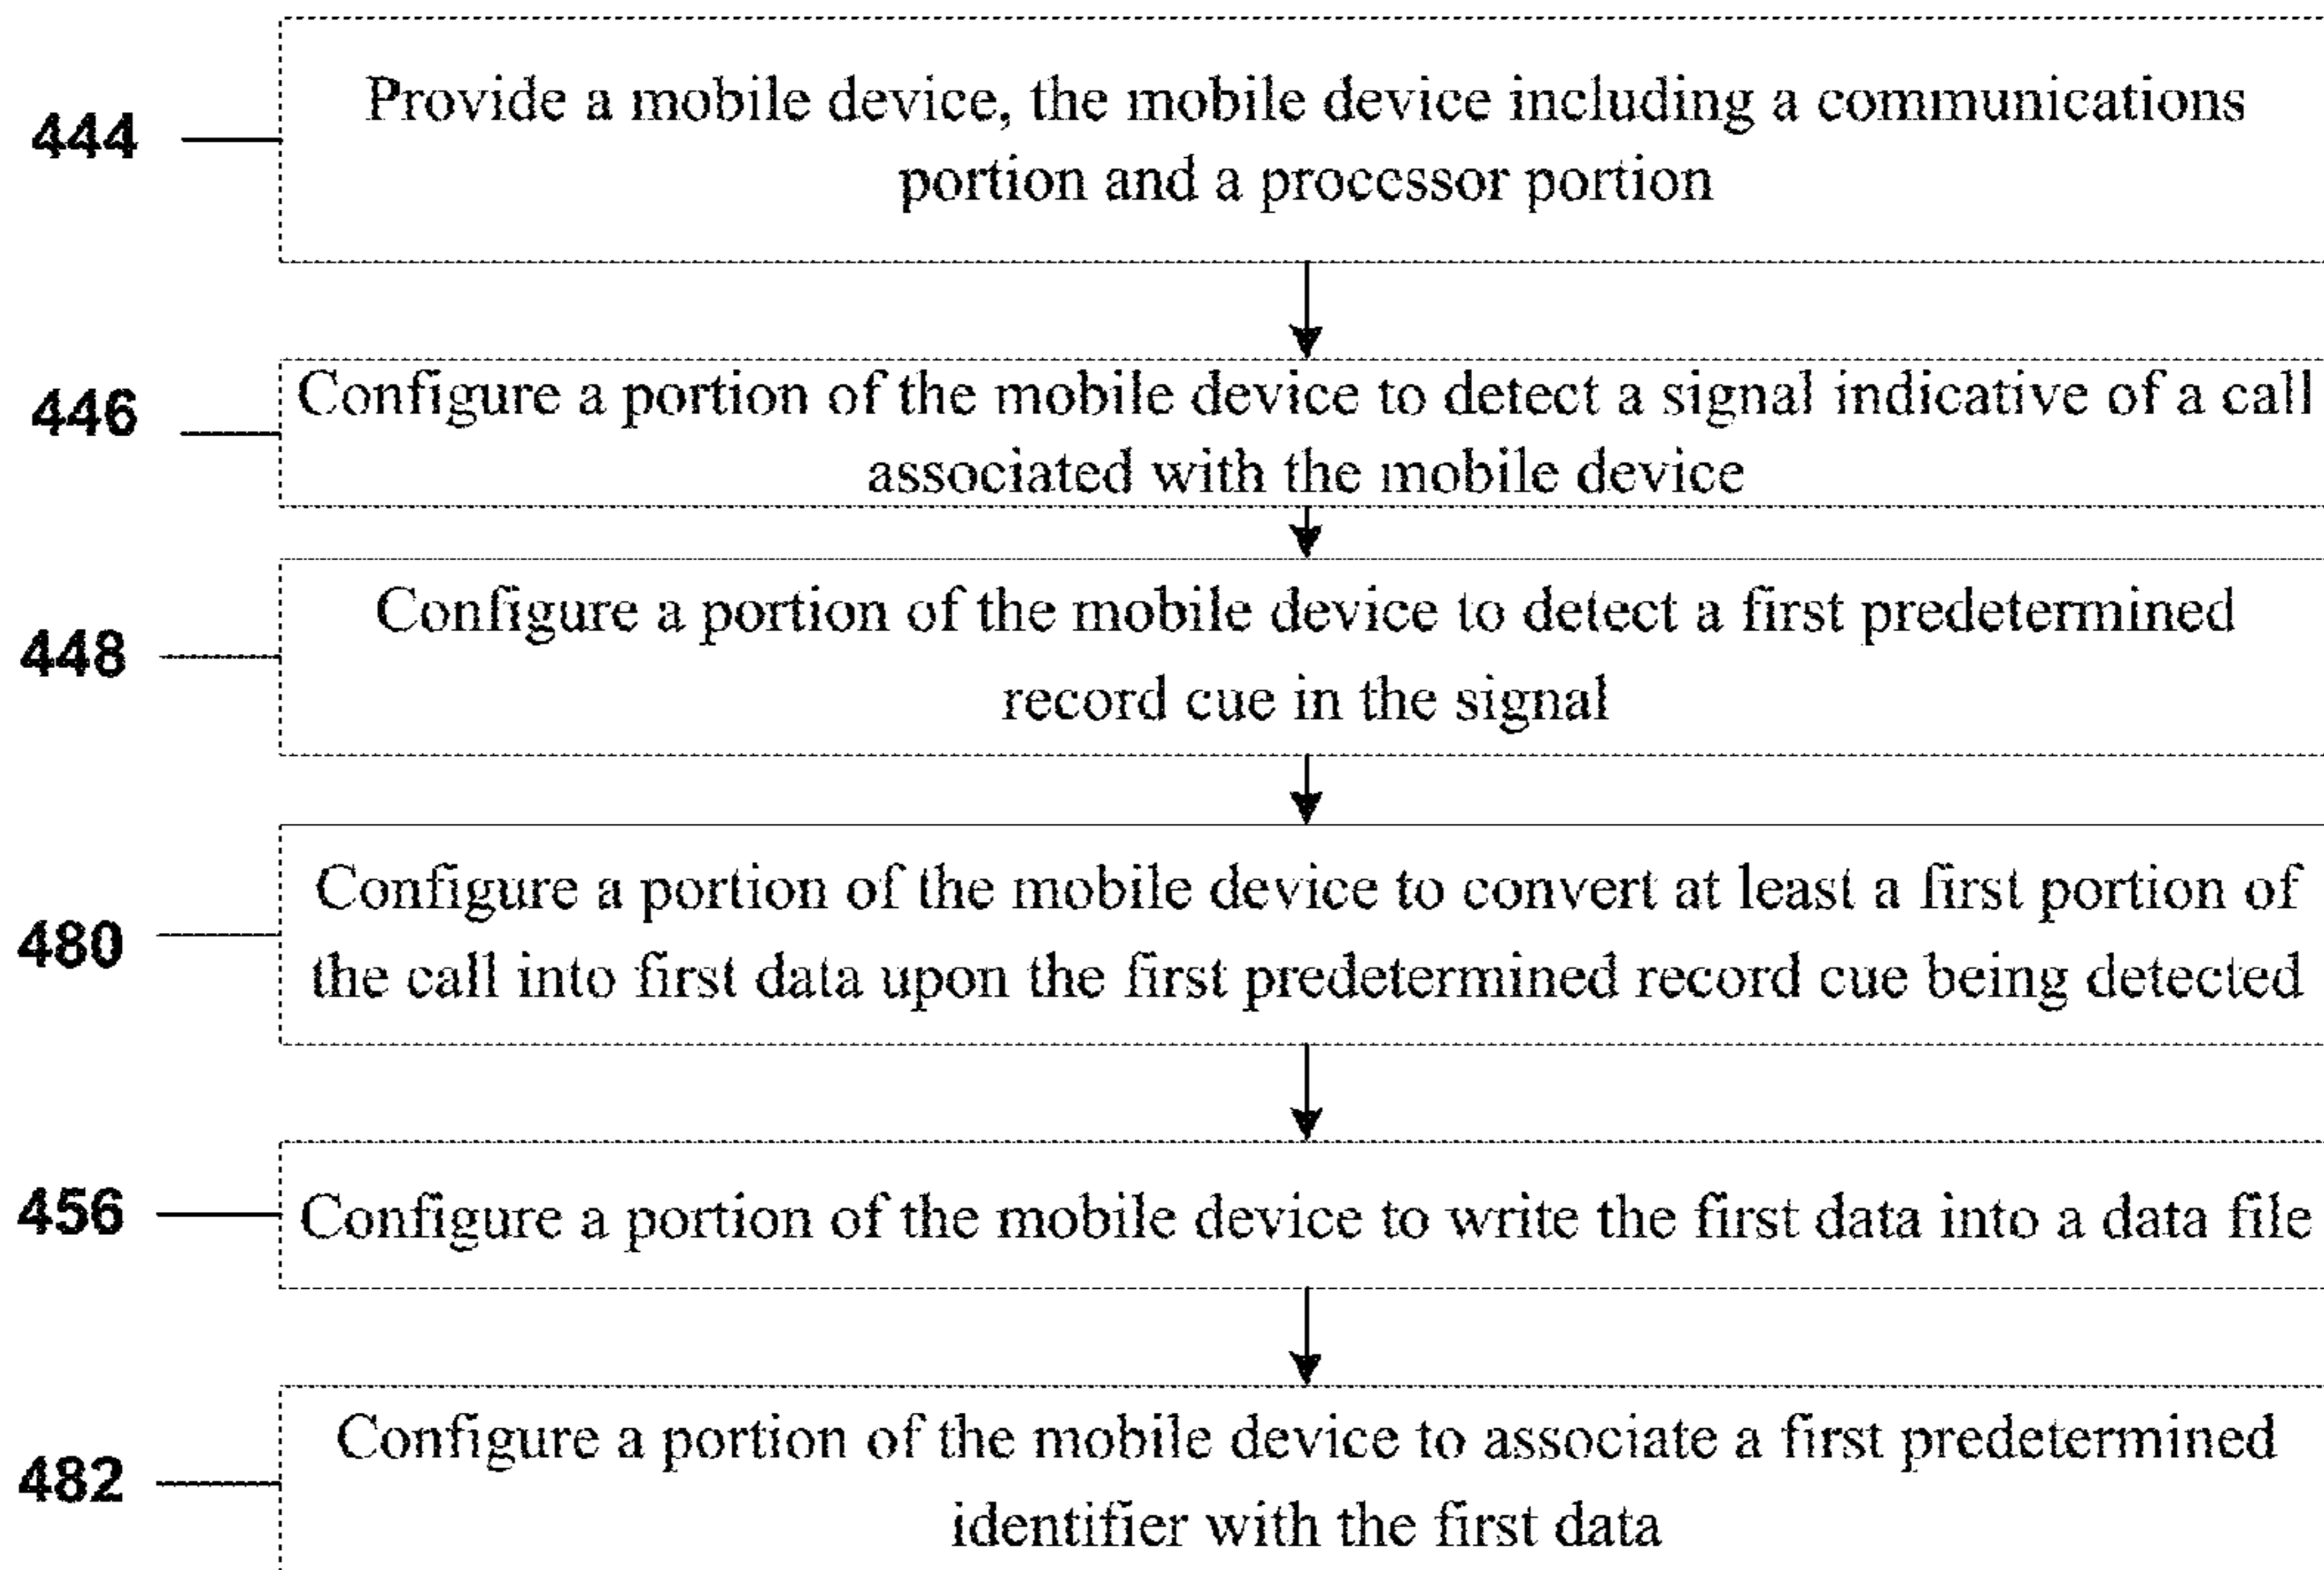 444
Provide a mobile device, the mobile device including a communications
portion and a processor portion
446
Configure a portion of the mobile device to detect a signal indicative of a call
associated with the mobile device
448
Configure a portion of the mobile device to detect a first predetermined
record cue in the signal
480
Configure a portion of the mobile device to convert at least a first portion of
the call into first data upon the first predetermined record cue being detected
456
Configure a portion of the mobile device to write the first data into a data file
482
Configure a portion of the mobile device to associate a first predetermined
identifier with the first data